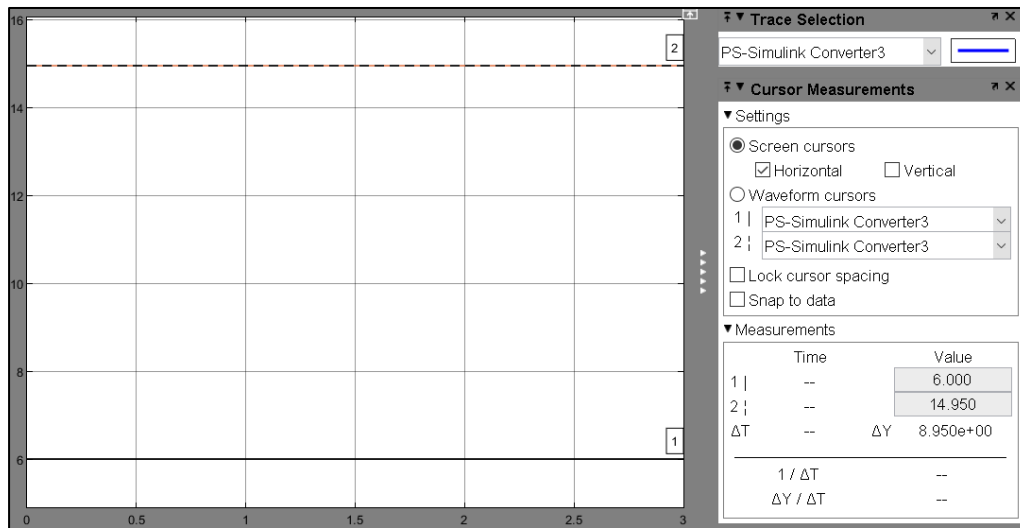 16
14
12
10
8
6
0 0.5 1 1.5 2 2.5 3
2
1
Trace Selection
PS-Simulink Converter3
Cursor Measurements
Settings
Screen cursors
Horizontal Vertical
Waveform cursors
1 | PS-Simulink Converter3
2 ¦ PS-Simulink Converter3
Lock cursor spacing
Snap to data
Measurements
Time Value
1 | -- 6.000
2 ¦ -- 14.950
ΔT -- ΔY 8.950e+00
1 / ΔT --
ΔY / ΔT --